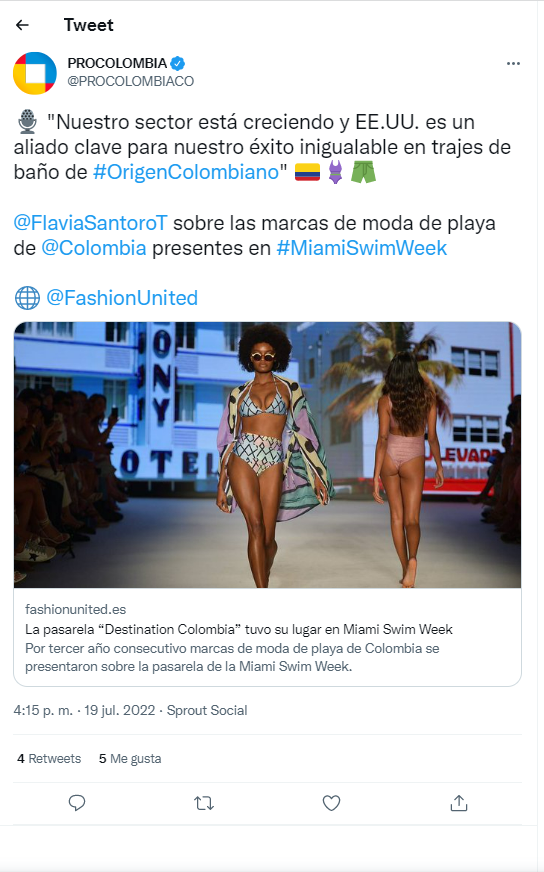 Tweet
PROCOLOMBIA
@PROCOLOMBIACO
"Nuestro sector está creciendo y EE.UU. es un
aliado clave para nuestro éxito inigualable en trajes de
baño de #OrigenColombiano"
@FlaviaSantoroT sobre las marcas de moda de playa
de @Colombia presentes en #MiamiSwimWeek
@FashionUnited
ONY
OTEL
fashionunited.es
La pasarela “Destination Colombia” tuvo su lugar en Miami Swim Week
Por tercer año consecutivo marcas de moda de playa de Colombia se
presentaron sobre la pasarela de la Miami Swim Week.
4:15 p. m. · 19 jul. 2022 · Sprout Social
4 Retweets 5 Me gusta